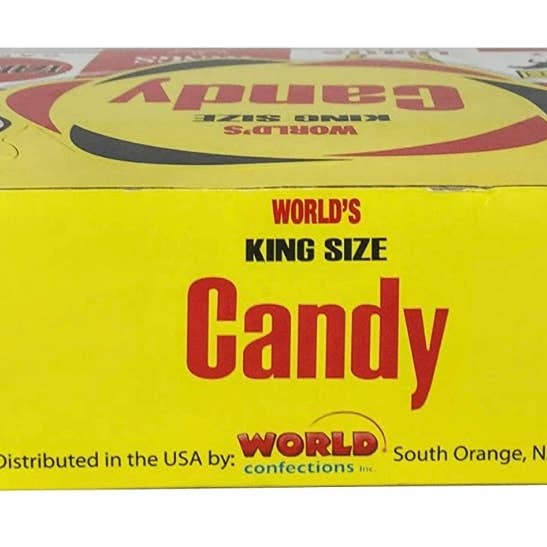 Candy
KING SIZE
WORLD'S
WORLD'S
KING SIZE
Candy
Distributed in the USA by: WORLD confections Inc. South Orange, N